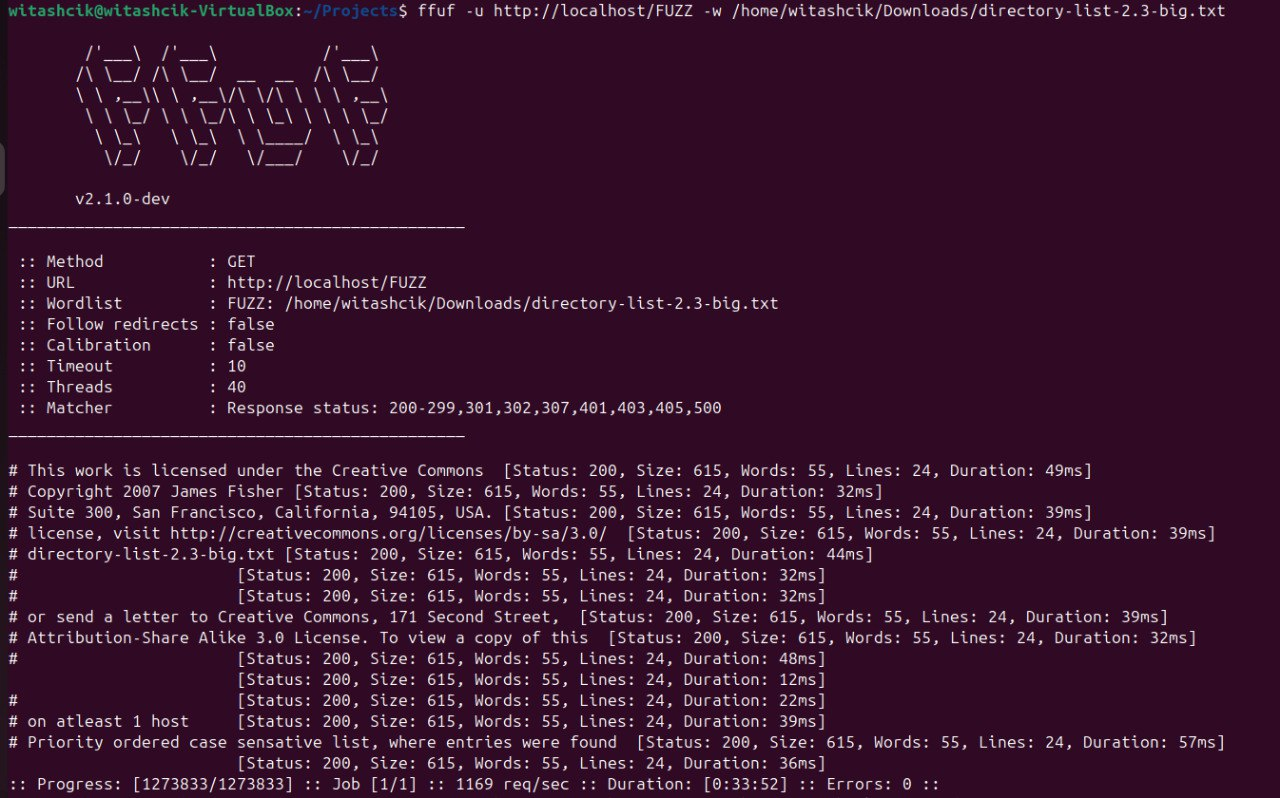 witashcik@witashcik-VirtualBox:~/Projects$ ffuf -u http://localhost/FUZZ -w /home/witashcik/Downloads/directory-list-2.3-big.txt
        /'___\  /'___\           /'___\
       /\ \__/ /\ \__/  __  __  /\ \__/
       \ \ ,__\\ \ ,__\/\ \/\ \ \ \ ,__\
        \ \ \_/ \ \ \_/\ \ \_\ \ \ \ \_/
         \ \_\   \ \_\  \ \____/  \ \_\
          \/_/    \/_/   \/___/    \/_/
       v2.1.0-dev
________________________________________________
 :: Method           : GET
 :: URL              : http://localhost/FUZZ
 :: Wordlist         : FUZZ: /home/witashcik/Downloads/directory-list-2.3-big.txt
 :: Follow redirects : false
 :: Calibration      : false
 :: Timeout          : 10
 :: Threads          : 40
 :: Matcher          : Response status: 200-299,301,302,307,401,403,405,500
________________________________________________
# This work is licensed under the Creative Commons  [Status: 200, Size: 615, Words: 55, Lines: 24, Duration: 49ms]
# Copyright 2007 James Fisher [Status: 200, Size: 615, Words: 55, Lines: 24, Duration: 32ms]
# Suite 300, San Francisco, California, 94105, USA. [Status: 200, Size: 615, Words: 55, Lines: 24, Duration: 39ms]
# license, visit http://creativecommons.org/licenses/by-sa/3.0/  [Status: 200, Size: 615, Words: 55, Lines: 24, Duration: 39ms]
# directory-list-2.3-big.txt [Status: 200, Size: 615, Words: 55, Lines: 24, Duration: 44ms]
#                       [Status: 200, Size: 615, Words: 55, Lines: 24, Duration: 32ms]
#                       [Status: 200, Size: 615, Words: 55, Lines: 24, Duration: 32ms]
# or send a letter to Creative Commons, 171 Second Street,  [Status: 200, Size: 615, Words: 55, Lines: 24, Duration: 39ms]
# Attribution-Share Alike 3.0 License. To view a copy of this  [Status: 200, Size: 615, Words: 55, Lines: 24, Duration: 32ms]
#                       [Status: 200, Size: 615, Words: 55, Lines: 24, Duration: 48ms]
                        [Status: 200, Size: 615, Words: 55, Lines: 24, Duration: 12ms]
#                       [Status: 200, Size: 615, Words: 55, Lines: 24, Duration: 22ms]
# on atleast 1 host     [Status: 200, Size: 615, Words: 55, Lines: 24, Duration: 39ms]
# Priority ordered case sensative list, where entries were found  [Status: 200, Size: 615, Words: 55, Lines: 24, Duration: 57ms]
                        [Status: 200, Size: 615, Words: 55, Lines: 24, Duration: 36ms]
:: Progress: [1273833/1273833] :: Job [1/1] :: 1169 req/sec :: Duration: [0:33:52] :: Errors: 0 ::